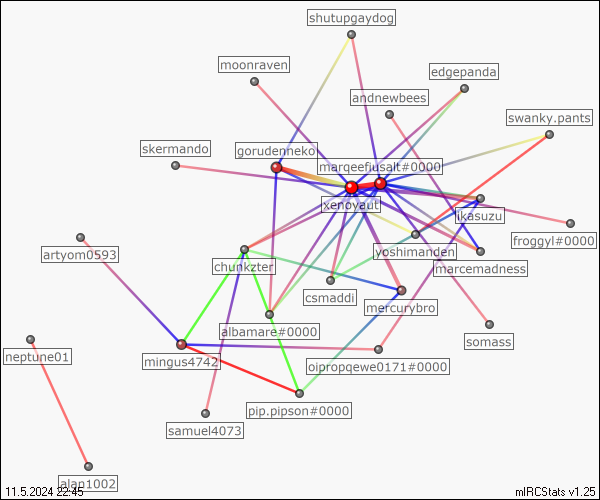 shutupgaydog
moonraven
edgepanda
andnewbees
swanky.pants
skermando
gorudenneko
marqeefusalt#0000
xenoyaut
ikasuzu
froggyl#0000
artyom0593
yoshimanden
chunkzter
marcemadness
csmaddi
mercurybro
albamare#0000
somass
neptune01
mingus4742
oipropqewe0171#0000
pip.pipson#0000
samuel4073
alap1002
11.5.2024 22:45
mIRCStats v1.25